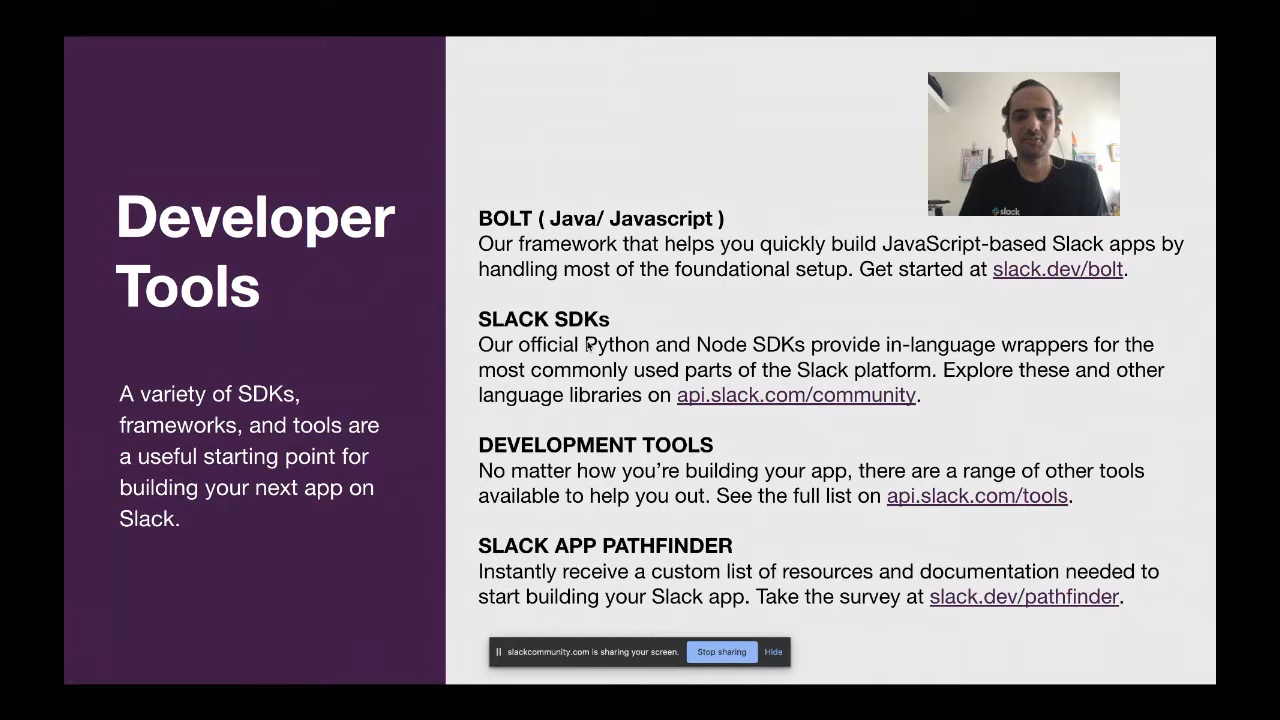 Developer
Tools
A variety of SDKs,
frameworks, and tools are
a useful starting point for
building your next app on
Slack.
slack
BOLT ( Java/ Javascript )
Our framework that helps you quickly build JavaScript-based Slack apps by
handling most of the foundational setup. Get started at slack.dev/bolt.
SLACK SDKs
Our official Python and Node SDKs provide in-language wrappers for the
most commonly used parts of the Slack platform. Explore these and other
language libraries on api.slack.com/community.
DEVELOPMENT TOOLS
No matter how you’re building your app, there are a range of other tools
available to help you out. See the full list on api.slack.com/tools.
SLACK APP PATHFINDER
Instantly receive a custom list of resources and documentation needed to
start building your Slack app. Take the survey at slack.dev/pathfinder.
slackcommunity.com is sharing your screen. Stop sharing Hide